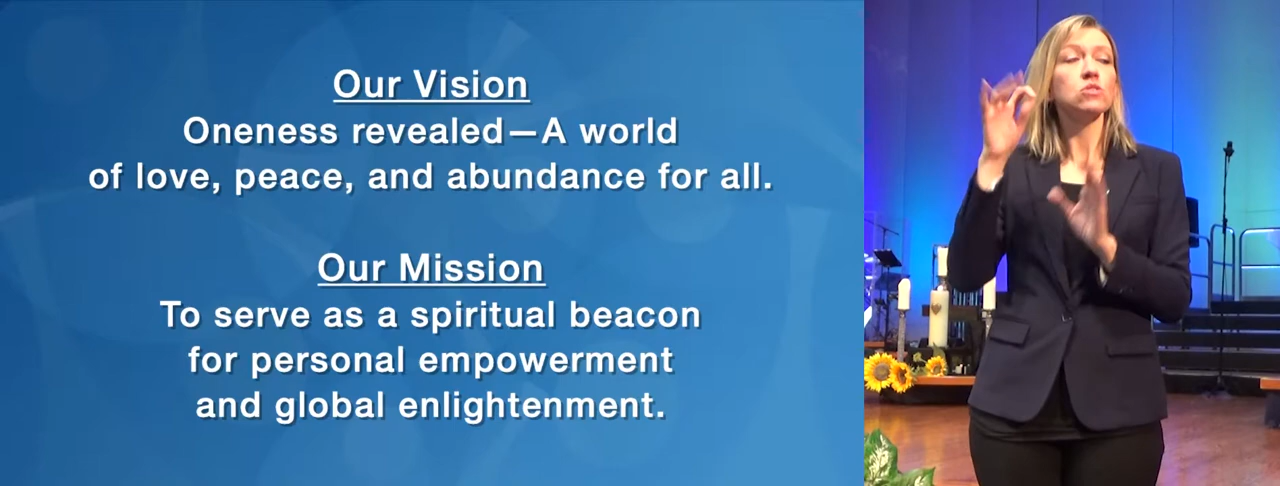 Our Vision
Oneness revealed—A world
of love, peace, and abundance for all.
Our Mission
To serve as a spiritual beacon
for personal empowerment
and global enlightenment.